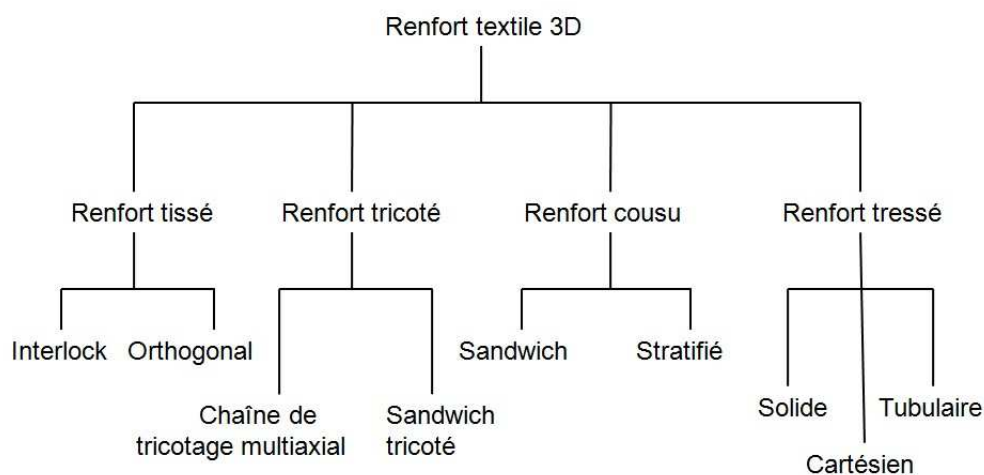 Renfort textile 3D
Renfort tissé
Renfort tricoté
Renfort cousu
Renfort tressé
Interlock
Orthogonal
Chaîne de
tricotage multiaxial
Sandwich
tricoté
Sandwich
Stratifié
Solide
Cartésien
Tubulaire